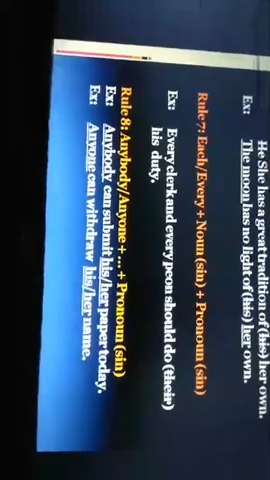 He She has a great tradition of (his) her own.
Ex: The moon has no light of (his) her own.
Rule 7: Each/Every + Noun (sin) + Pronoun (sin)
Ex: Every clerk and every peon should do (their)
his duty.
Rule 8: Anybody/Anyone + ... + Pronoun (sin)
Ex: Anybody can submit his/her paper today.
Ex: Anyone can withdraw his/her name.